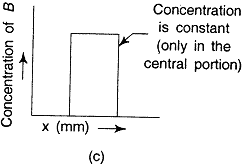 Concentration of B
Concentration
is constant
(only in the
central portion)
x (mm)
(c)